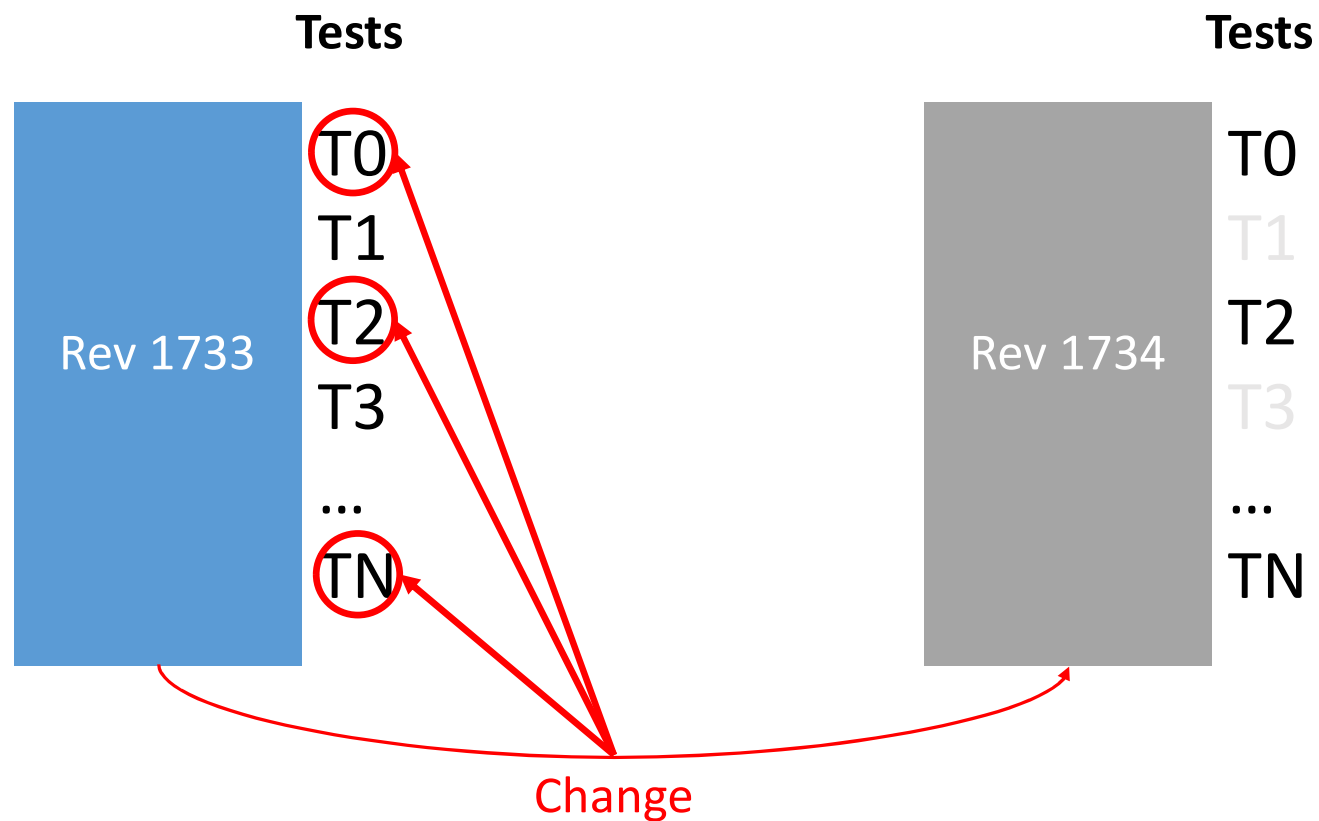 Tests
Tests
T0
T1
T2
T3
...
TN
Rev 1733
T0
T1
T2
T3
...
TN
Rev 1734
Change